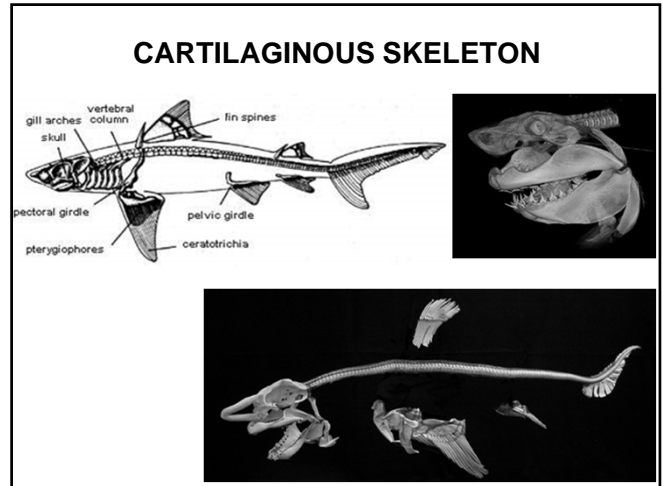 CARTILAGINOUS SKELETON
vertebral
column
gill arches
skull
fin spines
pectoral girdle
pelvic girdle
pterygiophores
ceratotrichia